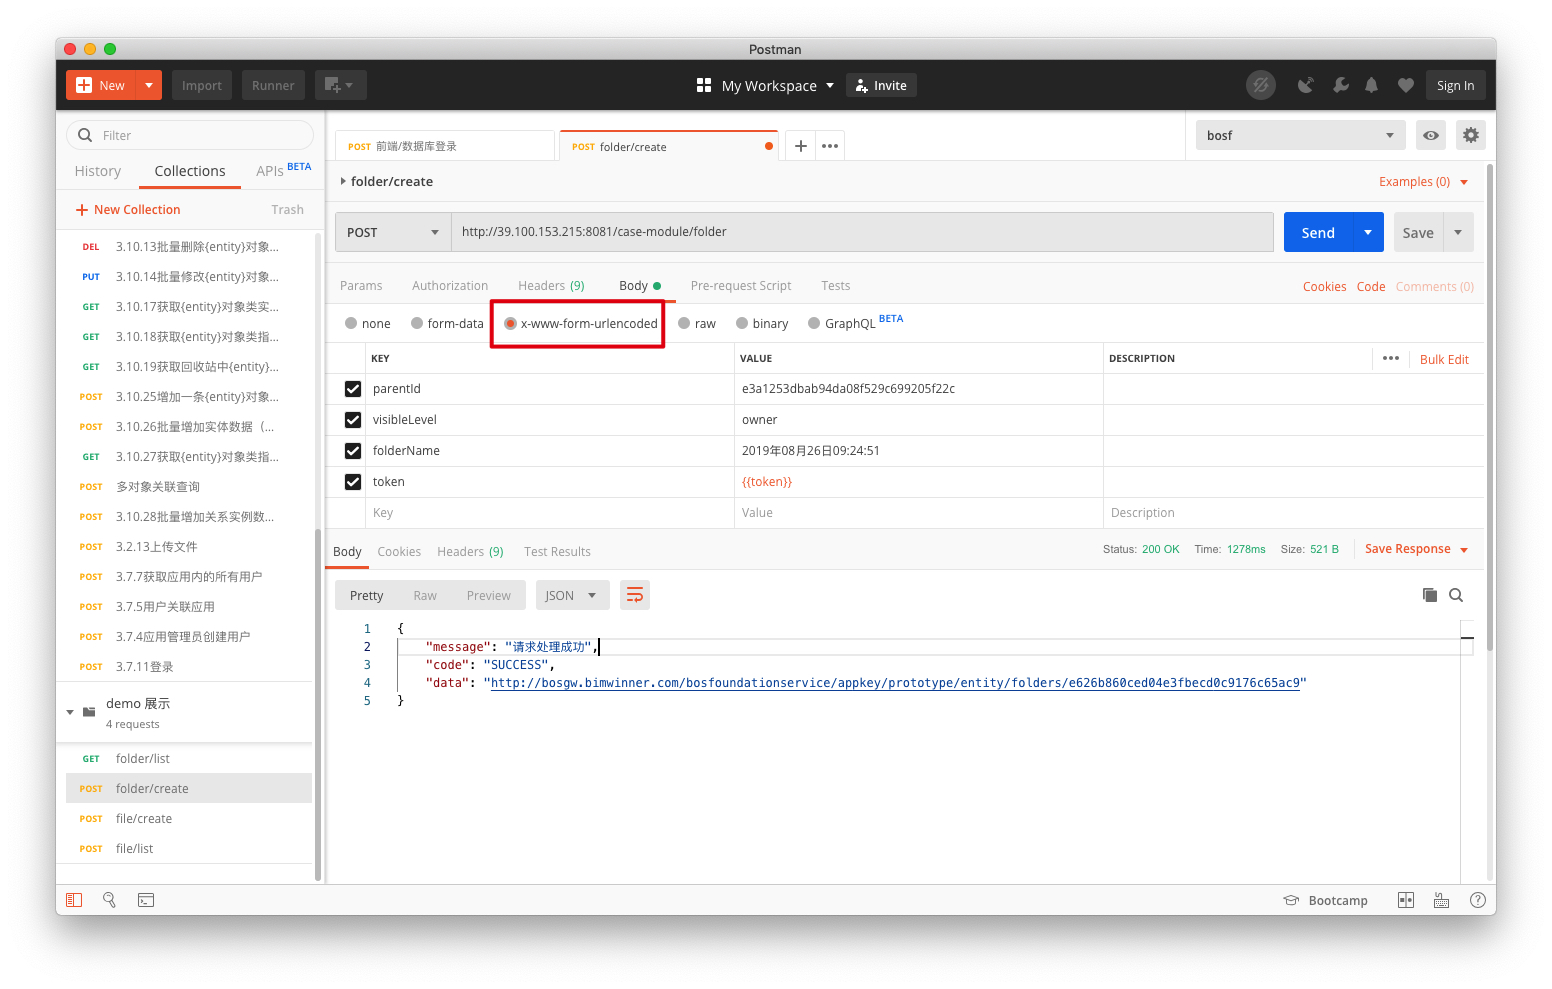 Postman
New
Import
Runner
My Workspace
Invite
Sign In
Filter
History
Collections
APIs BETA
New Collection
Trash
DEL 3.10.13批量删除{entity}对象...
PUT 3.10.14批量修改{entity}对象...
GET 3.10.17获取{entity}对象类实...
GET 3.10.18获取{entity}对象类指...
GET 3.10.19获取回收站中{entity}...
POST 3.10.25增加一条{entity}对象...
POST 3.10.26批量增加实体数据（...
GET 3.10.27获取{entity}对象类指...
POST 多对象关联查询
POST 3.10.28批量增加关系实例数...
POST 3.2.13上传文件
POST 3.7.7获取应用内的所有用户
POST 3.7.5用户关联应用
POST 3.7.4应用管理员创建用户
POST 3.7.11登录
demo 展示
4 requests
GET folder/list
POST folder/create
POST file/create
POST file/list
POST 前端/数据库登录
POST folder/create
bosf
folder/create
Examples (0)
POST
http://39.100.153.215:8081/case-module/folder
Send
Save
Params
Authorization
Headers (9)
Body
Pre-request Script
Tests
Cookies
Code
Comments (0)
none
form-data
x-www-form-urlencoded
raw
binary
GraphQL BETA
KEY VALUE DESCRIPTION
Bulk Edit
parentId e3a1253dbab94da08f529c699205f22c
visibleLevel owner
folderName 2019年08月26日09:24:51
token {{token}}
Key Value Description
Body
Cookies
Headers (9)
Test Results
Status: 200 OK
Time: 1278ms
Size: 521 B
Save Response
Pretty
Raw
Preview
JSON
1 {
2 "message": "请求处理成功",
3 "code": "SUCCESS",
4 "data": "http://bosgw.bimwinner.com/bosfoundationservice/appkey/prototype/entity/folders/e626b860ced04e3fbecd0c9176c65ac9"
5 }
Bootcamp